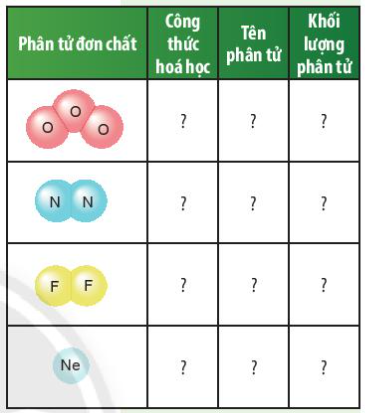 Phân tử đơn chất
Công
thức
hoá học
Tên
phân tử
Khối
lượng
phân tử
O O O
? ? ?
N N
? ? ?
F F
? ? ?
Ne
? ? ?